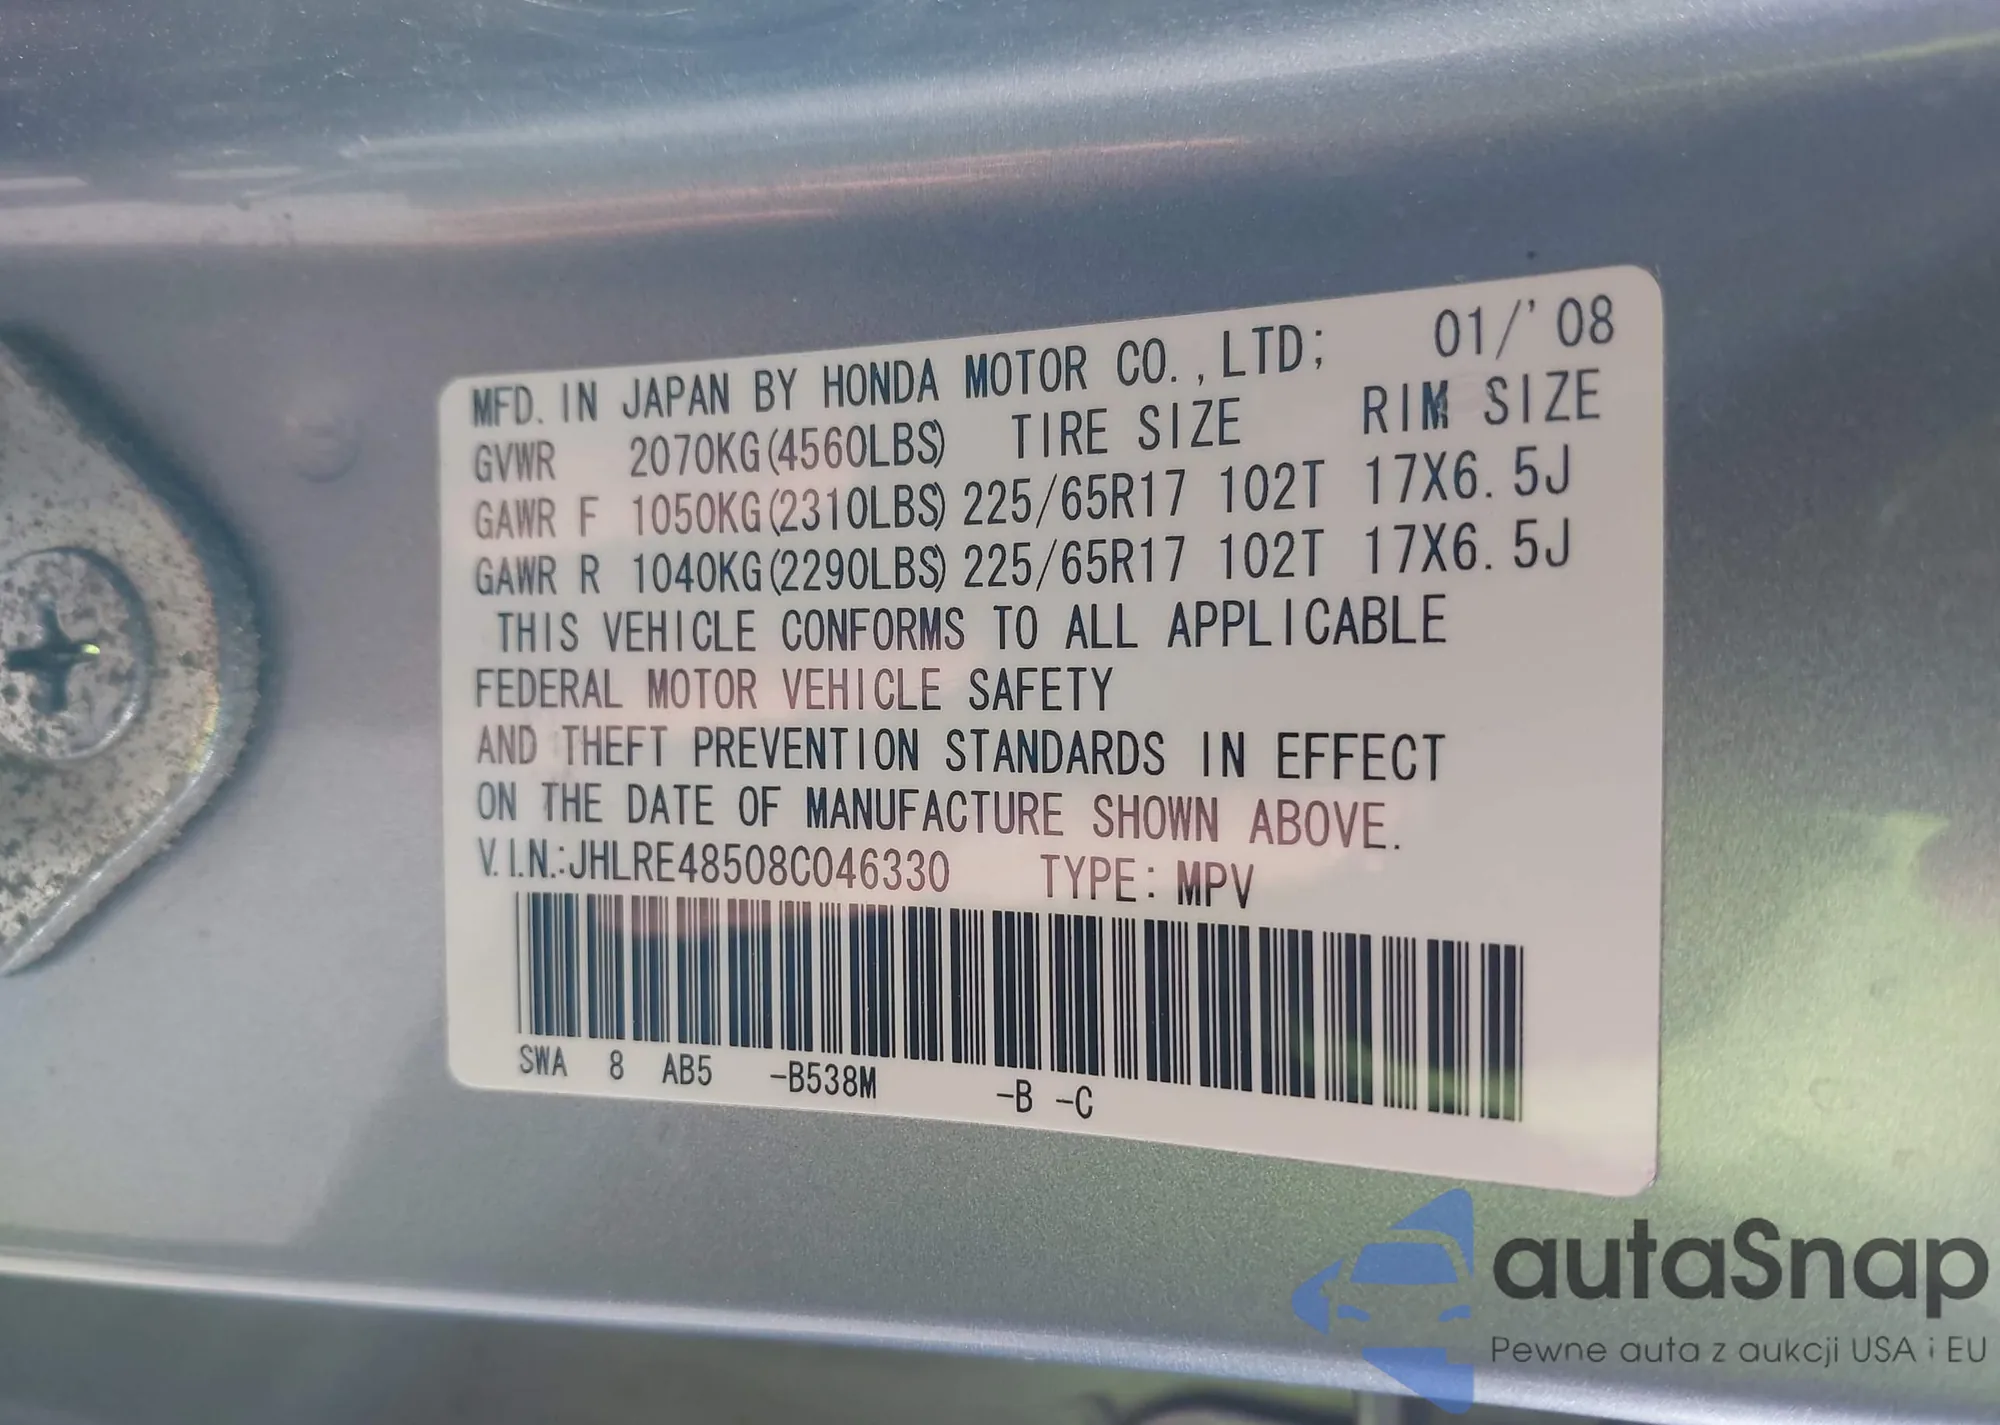 MFD. IN JAPAN BY HONDA MOTOR CO., LTD; 01/'08
GVWR 2070KG(4560LBS) TIRE SIZE RIM SIZE
GAWR F 1050KG(2310LBS) 225/65R17 102T 17X6.5J
GAWR R 1040KG(2290LBS) 225/65R17 102T 17X6.5J
THIS VEHICLE CONFORMS TO ALL APPLICABLE
FEDERAL MOTOR VEHICLE SAFETY
AND THEFT PREVENTION STANDARDS IN EFFECT
ON THE DATE OF MANUFACTURE SHOWN ABOVE.
V.I.N.:JHLRE48508C046330 TYPE: MPV
SWA 8 AB5 -B538M -B -C
autaSnap
Pewne auta z aukcji USA i EU